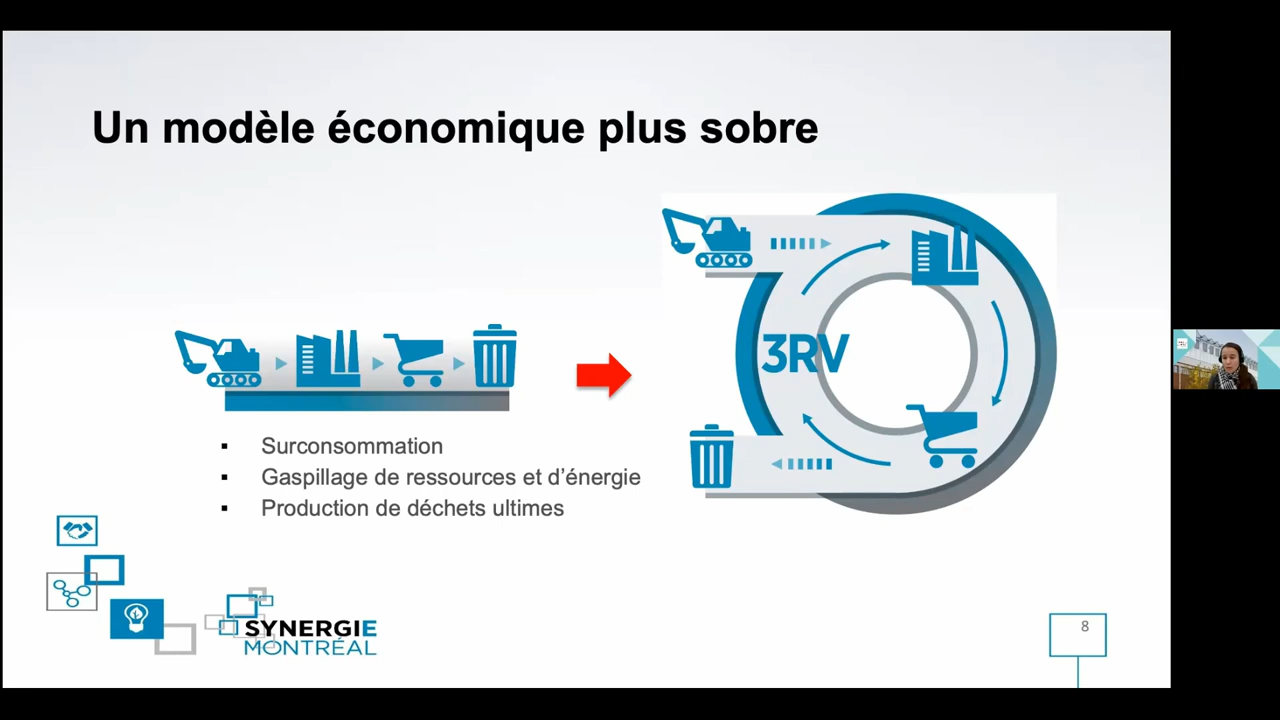 Un modèle économique plus sobre
3RV
Surconsommation
Gaspillage de ressources et d’énergie
Production de déchets ultimes
SYNERGIE
MONTRÉAL
8